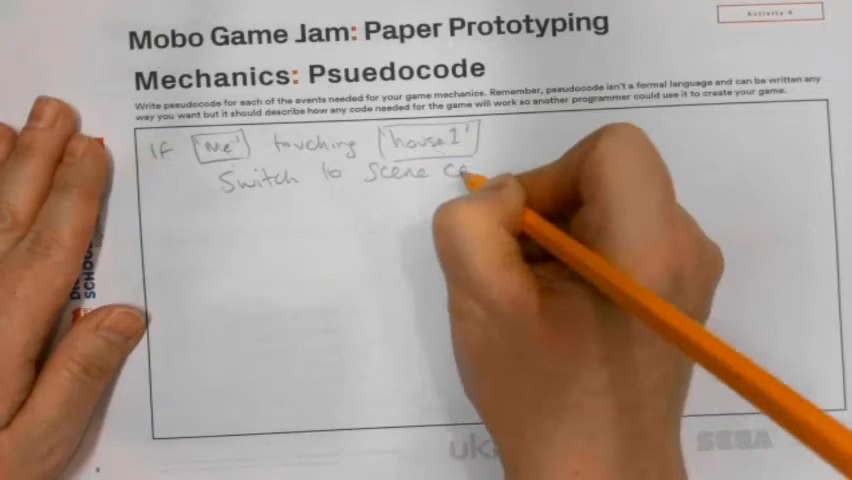 Activity 5
Mobo Game Jam: Paper Prototyping
Mechanics: Psuedocode
Write pseudocode for each of the events needed for your game mechanics. Remember, pseudocode isn't a formal language and can be written any
way you want but it should describe how any code needed for the game will work so another programmer could use it to create your game.
If 'Me' touching 'house1'
Switch to Scene
SCHOO
uk
SEGA